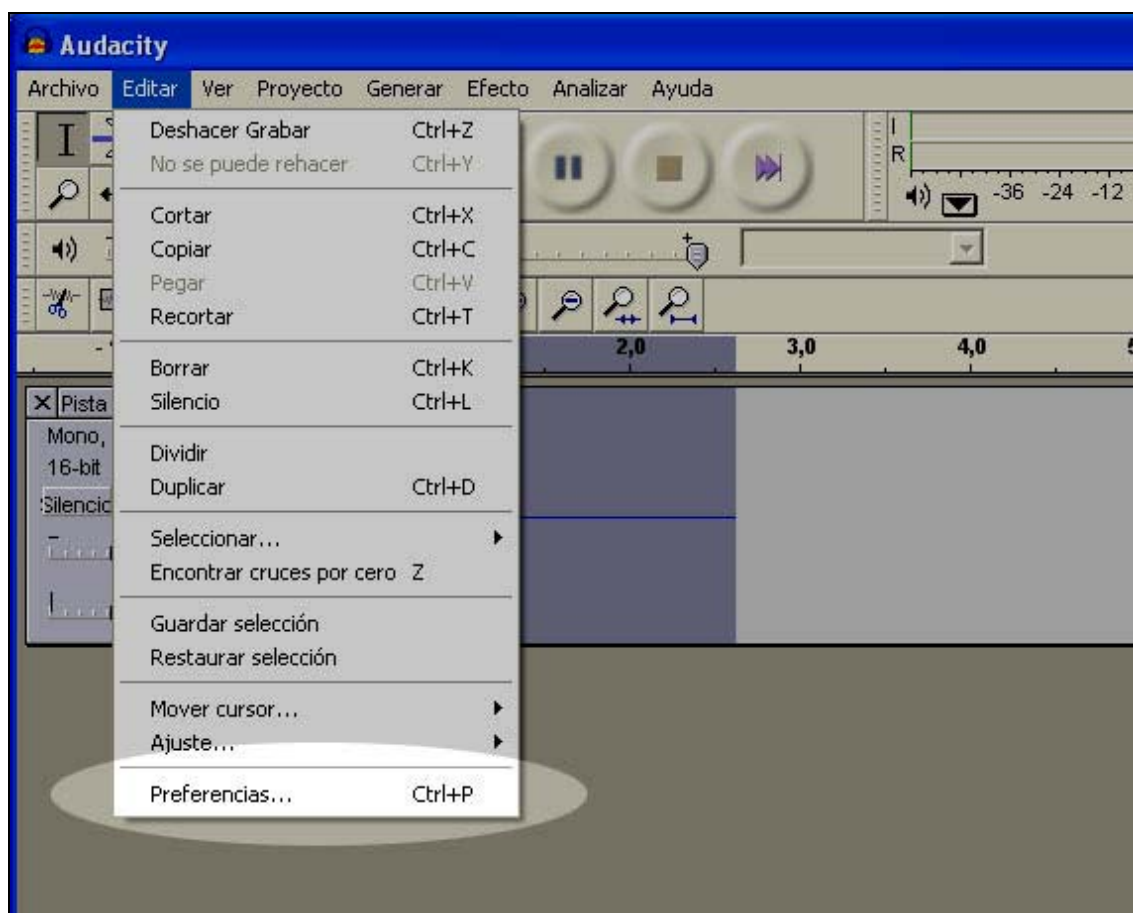 Audacity
Archivo Editar Ver Proyecto Generar Efecto Analizar Ayuda
Deshacer Grabar Ctrl+Z
No se puede rehacer Ctrl+Y
Cortar Ctrl+X
Copiar Ctrl+C
Pegar Ctrl+V
Recortar Ctrl+T
Borrar Ctrl+K
Silencio Ctrl+L
Dividir
Duplicar Ctrl+D
Seleccionar...
Encontrar cruces por cero Z
Guardar selección
Restaurar selección
Mover cursor...
Ajuste...
Preferencias... Ctrl+P
I
R
-36 -24 -12
2,0 3,0 4,0
X Pista
Mono,
16-bit
Silencio